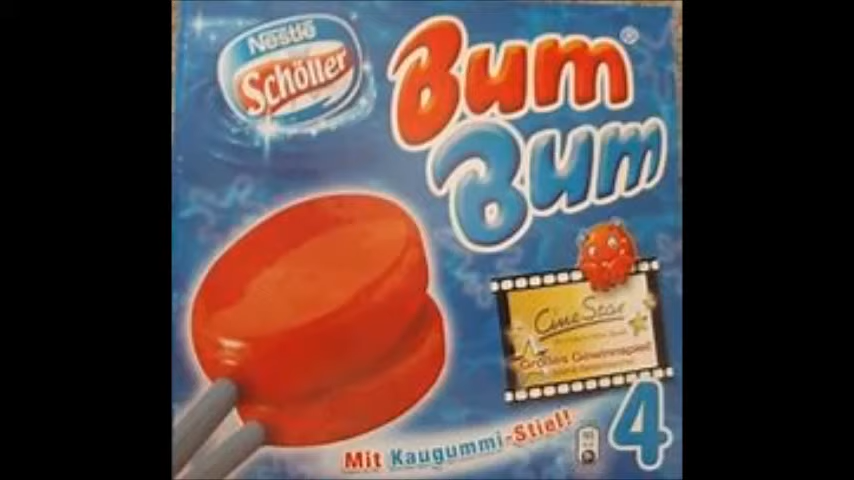 Nestlé
Schöller
Bum
Bum
CineStar
Großes Gewinnspiel
Mit Kaugummi-Stiel!
4